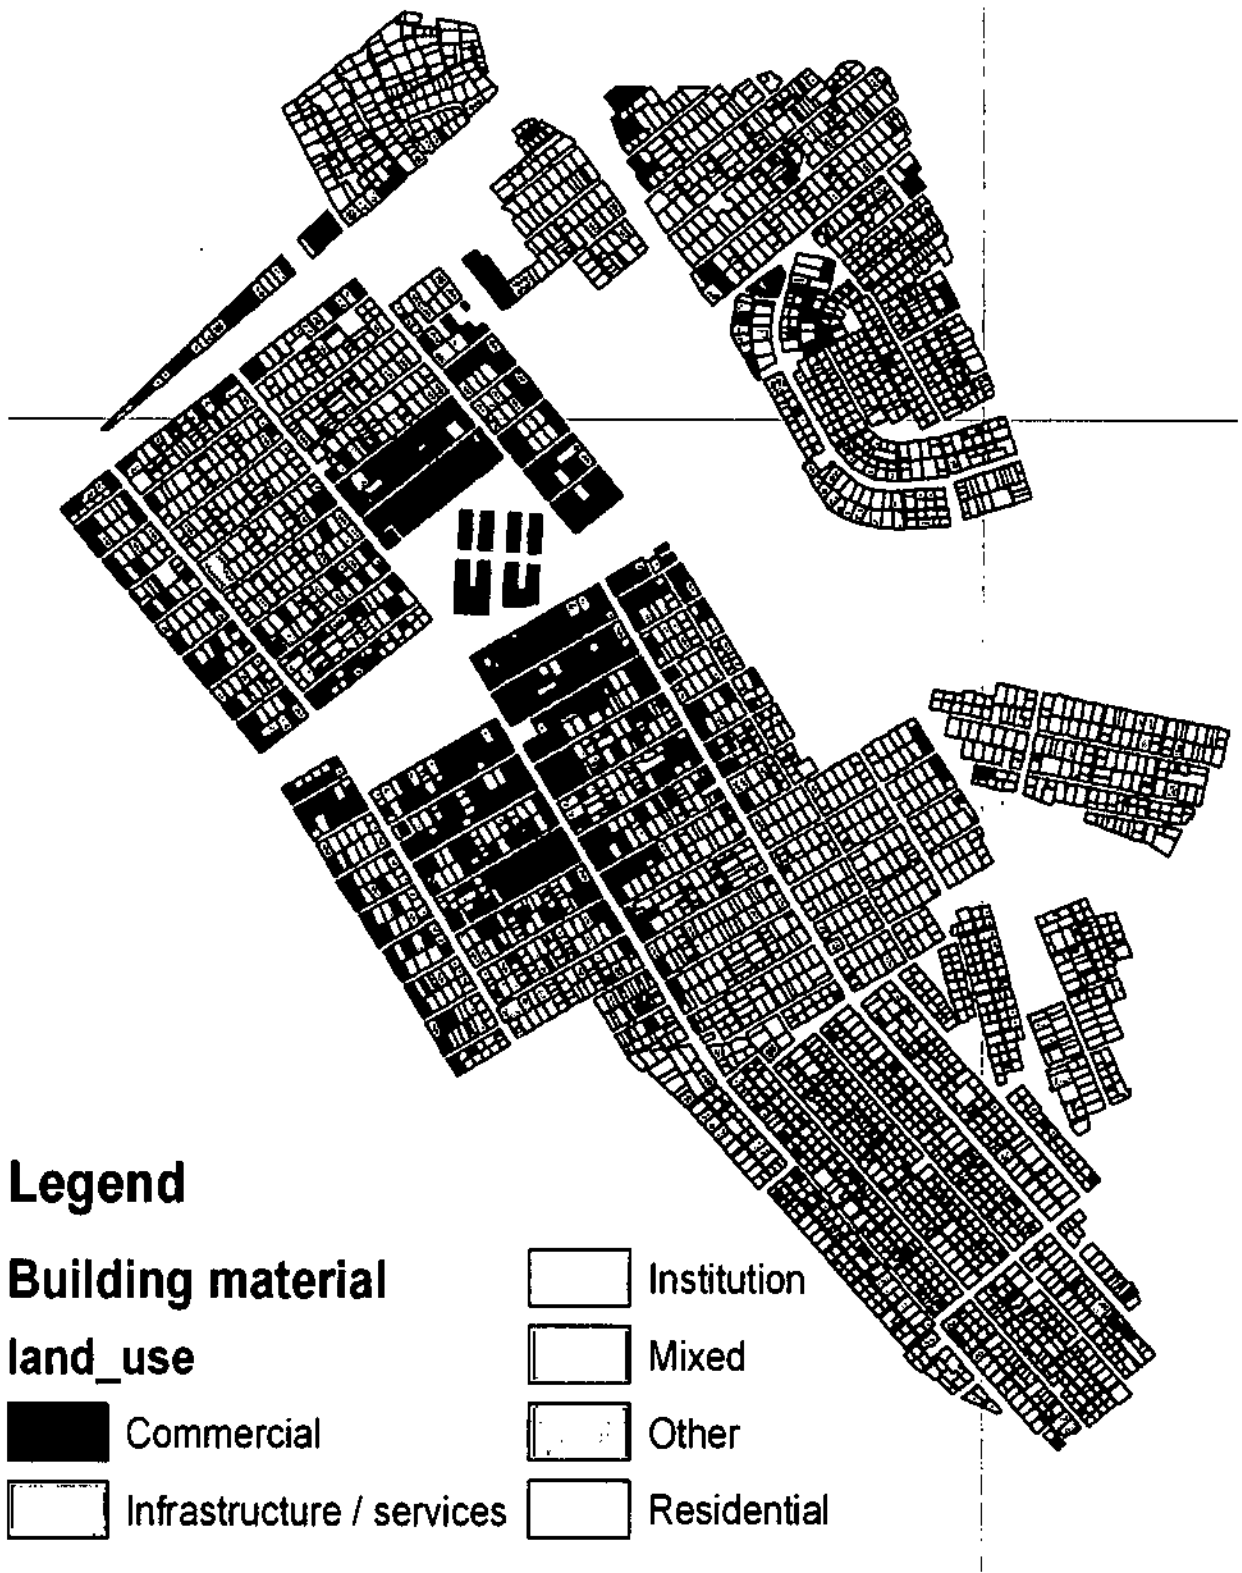 Legend
Building material
land_use
Commercial
Infrastructure / services
Institution
Mixed
Other
Residential